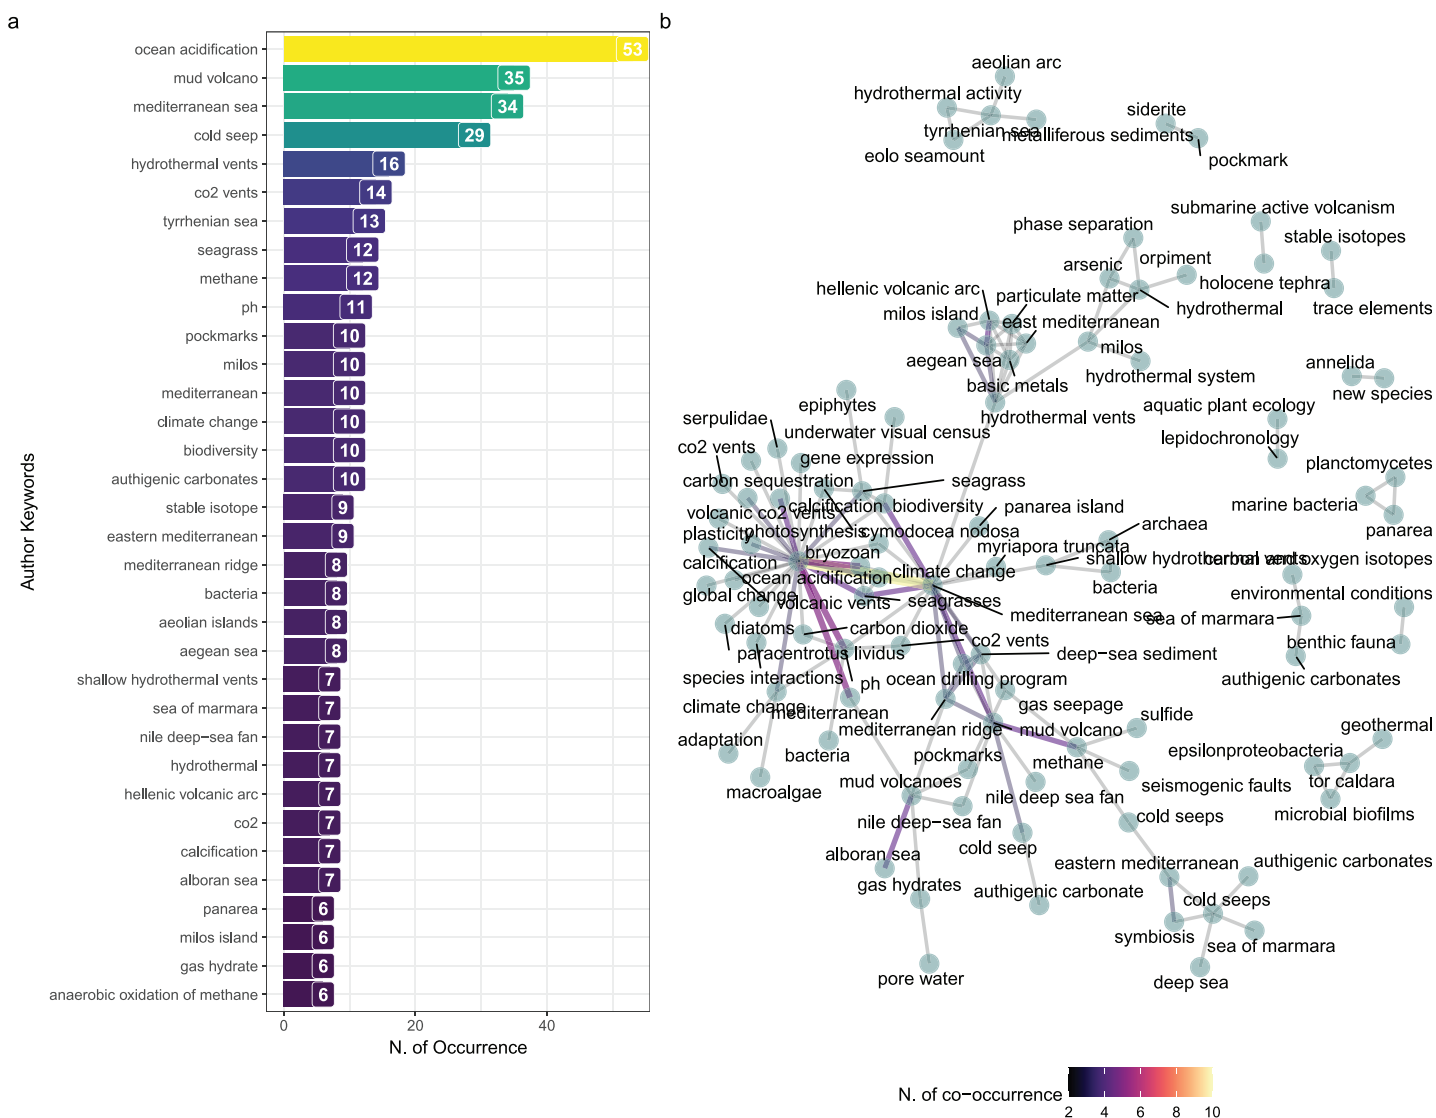 a
ocean acidification 53
mud volcano 35
mediterranean sea 34
cold seep 29
hydrothermal vents 16
co2 vents 14
tyrrhenian sea 13
seagrass 12
methane 12
ph 11
pockmarks 10
milos 10
mediterranean 10
climate change 10
biodiversity 10
authigenic carbonates 10
stable isotope 9
eastern mediterranean 9
mediterranean ridge 8
bacteria 8
aeolian islands 8
aegean sea 8
shallow hydrothermal vents 7
sea of marmara 7
nile deep−sea fan 7
hydrothermal 7
hellenic volcanic arc 7
co2 7
calcification 7
alboran sea 7
panarea 6
milos island 6
gas hydrate 6
anaerobic oxidation of methane 6
Author Keywords
0 20 40
N. of Occurrence
b
aeolian arc
hydrothermal activity
siderite
tyrrhenian sea
metalliferous sediments
eolo seamount
pockmark
submarine active volcanism
phase separation
stable isotopes
arsenic
orpiment
hellenic volcanic arc
particulate matter
holocene tephra
milos island
hydrothermal
trace elements
east mediterranean
milos
aegean sea
annelida
basic metals
hydrothermal system
new species
epiphytes
aquatic plant ecology
serpulidae
hydrothermal vents
underwater visual census
lepidochronology
co2 vents
gene expression
planctomycetes
carbon sequestration
seagrass
calcification
biodiversity
panarea island
marine bacteria
volcanic co2 vents
panarea
plasticity
photosynthesis
cymodocea nodosa
archaea
myriapora truncata
bryozoan
shallow hydrothermal vents
carbon and oxygen isotopes
calcification
ocean acidification
climate change
bacteria
global change
volcanic vents
seagrasses
environmental conditions
mediterranean sea
sea of marmara
diatoms
carbon dioxide
co2 vents
benthic fauna
paracentrotus lividus
deep−sea sediment
species interactions
ph
ocean drilling program
authigenic carbonates
climate change
mediterranean
gas seepage
sulfide
mediterranean ridge
mud volcano
geothermal
adaptation
bacteria
pockmarks
methane
epsilonproteobacteria
macroalgae
mud volcanoes
seismogenic faults
tor caldara
nile deep sea fan
microbial biofilms
nile deep−sea fan
cold seeps
alboran sea
cold seep
eastern mediterranean
authigenic carbonates
gas hydrates
authigenic carbonate
cold seeps
symbiosis
sea of marmara
pore water
deep sea
N. of co−occurrence
2 4 6 8 10